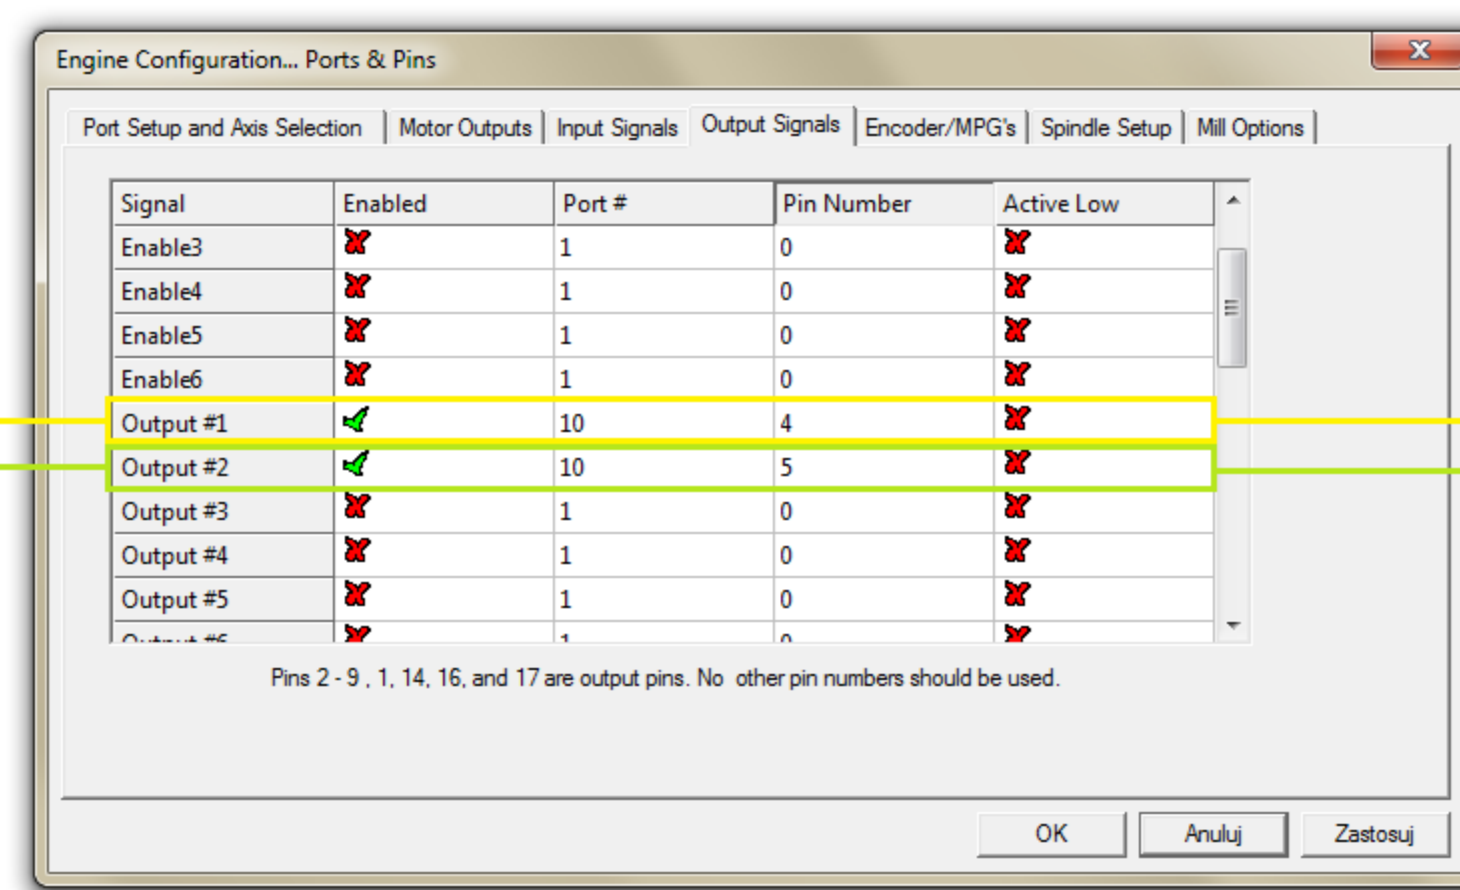 Engine Configuration... Ports & Pins
Port Setup and Axis Selection Motor Outputs Input Signals Output Signals Encoder/MPG's Spindle Setup Mill Options
Signal Enabled Port # Pin Number Active Low
Enable3 1 0
Enable4 1 0
Enable5 1 0
Enable6 1 0
Output #1 10 4
Output #2 10 5
Output #3 1 0
Output #4 1 0
Output #5 1 0
Output #6 1 0
Pins 2 - 9 , 1, 14, 16, and 17 are output pins. No other pin numbers should be used.
OK Anuluj Zastosuj